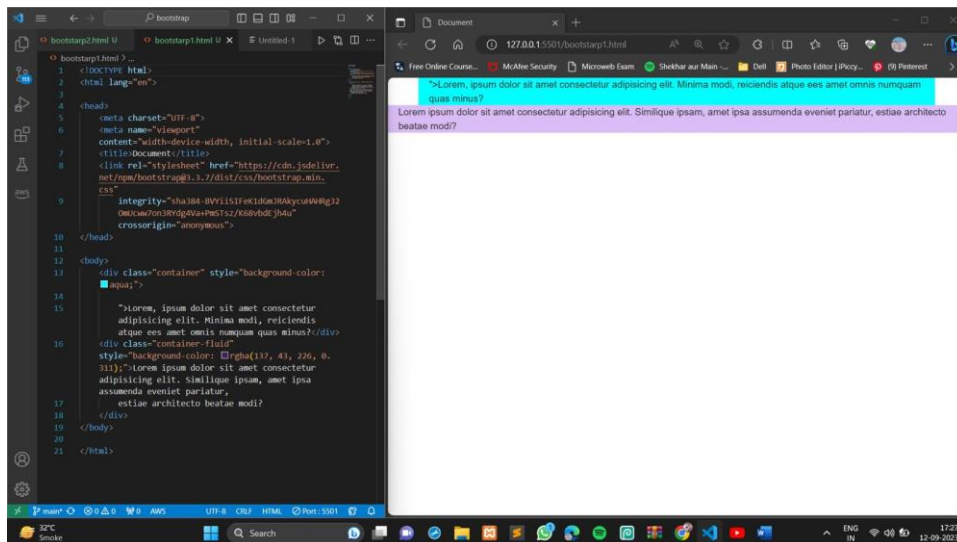 bootstrap
Document
bootstarp2.html U
bootstarp1.html U
Untitled-1
127.0.0.1:5501/bootstarp1.html
bootstarp1.html > ...
Free Online Course...
McAfee Security
Microweb Exam
Shekhar aur Main -...
Dell
Photo Editor | iPiccy...
(9) Pinterest
1 <!DOCTYPE html>
2 <html lang="en">
3
4 <head>
5 <meta charset="UTF-8">
6 <meta name="viewport"
content="width=device-width, initial-scale=1.0">
7 <title>Document</title>
8 <link rel="stylesheet" href="https://cdn.jsdelivr.
net/npm/bootstrap@3.3.7/dist/css/bootstrap.min.
css"
9 integrity="
crossorigin="anonymous">
10 </head>
11
12 <body>
13 <div class="container" style="background-color:
aqua;">
14
15 ">Lorem, ipsum dolor sit amet consectetur
adipisicing elit. Minima modi, reiciendis
atque ees amet omnis numquam quas minus?</div>
16 <div class="container-fluid"
style="background-color: rgba(137, 43, 226, 0.
311);">Lorem ipsum dolor sit amet consectetur
adipisicing elit. Similique ipsam, amet ipsa
assumenda eveniet pariatur,
17 estiae architecto beatae modi?
18 </div>
19 </body>
20
21 </html>
">Lorem, ipsum dolor sit amet consectetur adipisicing elit. Minima modi, reiciendis atque ees amet omnis numquam
quas minus?
Lorem ipsum dolor sit amet consectetur adipisicing elit. Similique ipsam, amet ipsa assumenda eveniet pariatur, estiae architecto
beatae modi?
aws
main*
0 0
0
AWS
UTF-8
CRLF
HTML
Port : 5501
32°C
Smoke
Search
ENG
IN
17:27